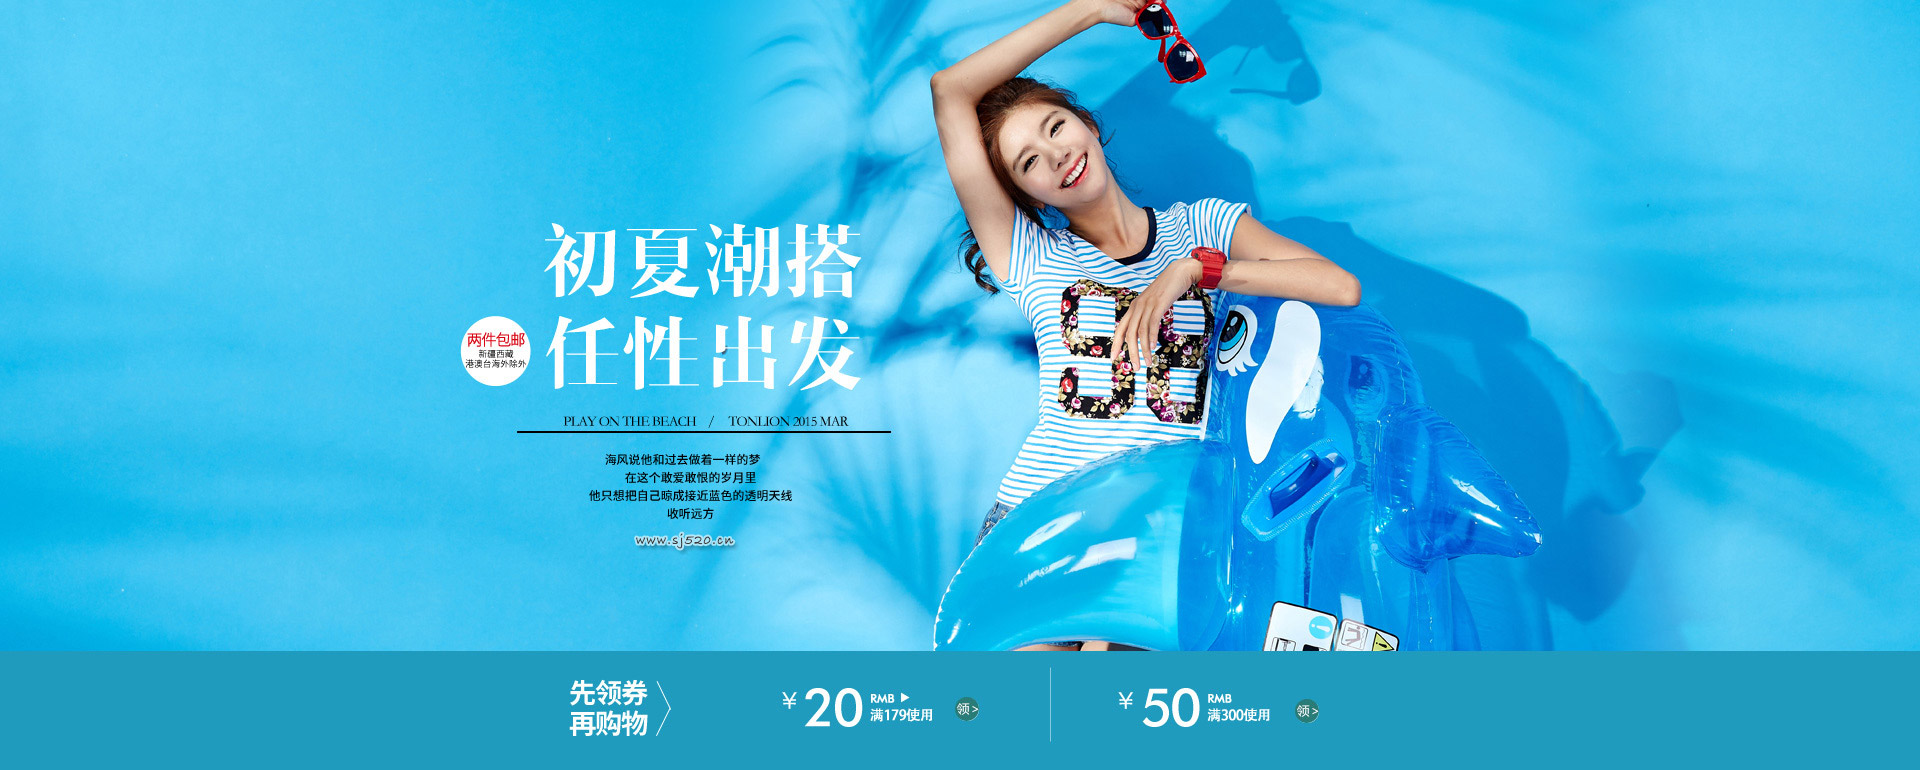 初夏潮搭
任性出发
两件包邮
新疆西藏
港澳台海外除外
PLAY ON THE BEACH / TONLION 2015 MAR
海风说他和过去做着一样的梦
在这个敢爱敢恨的岁月里
他只想把自己晾成接近蓝色的透明天线
收听远方
www.sj520.cn
先领券
再购物
¥ 20 RMB
满179使用
领>
¥ 50 RMB
满300使用
领>